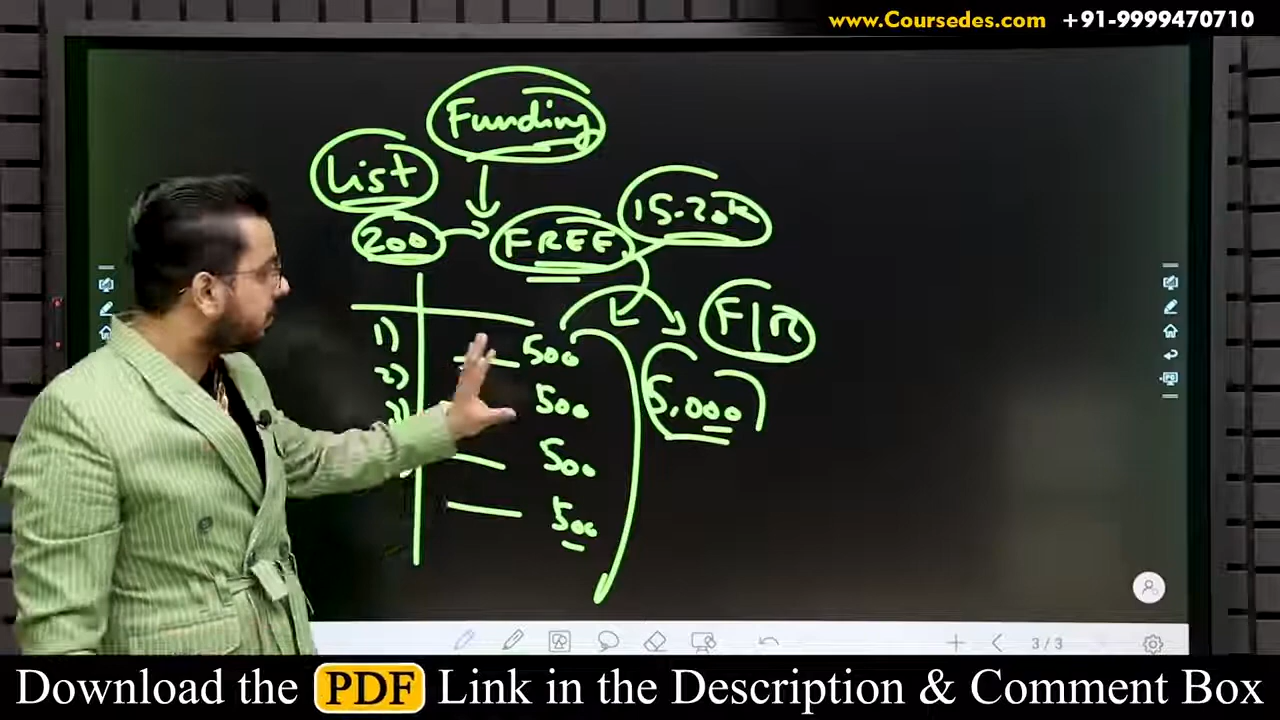 www.Coursedes.com +91-9999470710
Funding
List
200
FREE
15-20k
F/R
1) 500
2) 500
3) 500
500
5,000
3/3
Download the PDF Link in the Description & Comment Box